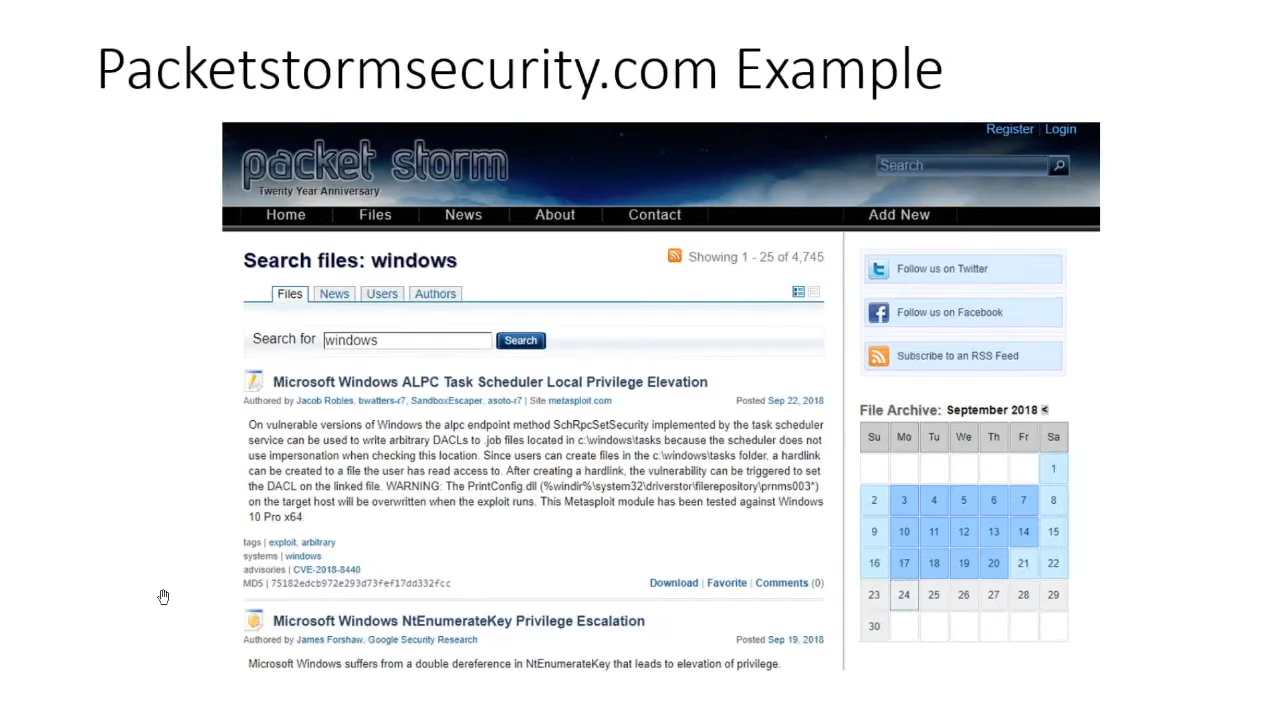 Packetstormsecurity.com Example
Register | Login
packet storm
Twenty Year Anniversary
Search …
Home | Files | News | About | Contact | Add New
Search files: windows
Showing 1 - 25 of 4,745
Files News Users Authors
Search for windows Search
Microsoft Windows ALPC Task Scheduler Local Privilege Elevation
Authored by Jacob Robles, bwatters-r7, SandboxEscaper, asoto-r7 | Site metasploit.com
Posted Sep 22, 2018
On vulnerable versions of Windows the alpc endpoint method SchRpcSetSecurity implemented by the task scheduler
service can be used to write arbitrary DACLs to .job files located in c:\windows\tasks because the scheduler does not
use impersonation when checking this location. Since users can create files in the c:\windows\tasks folder, a hardlink
can be created to a file the user has read access to. After creating a hardlink, the vulnerability can be triggered to set
the DACL on the linked file. WARNING: The PrintConfig.dll (%windir%\system32\driverstor\filerepository\prnms003*)
on the target host will be overwritten when the exploit runs. This Metasploit module has been tested against Windows
10 Pro x64.
tags | exploit, arbitrary
systems | windows
advisories | CVE-2018-8440
MD5 | 75182edcb972e293d73fef17dd332fcc
Download | Favorite | Comments (0)
Microsoft Windows NtEnumerateKey Privilege Escalation
Authored by James Forshaw, Google Security Research
Posted Sep 19, 2018
Microsoft Windows suffers from a double dereference in NtEnumerateKey that leads to elevation of privilege.
Follow us on Twitter
Follow us on Facebook
Subscribe to an RSS Feed
File Archive: September 2018 <
Su Mo Tu We Th Fr Sa
1
2 3 4 5 6 7 8
9 10 11 12 13 14 15
16 17 18 19 20 21 22
23 24 25 26 27 28 29
30